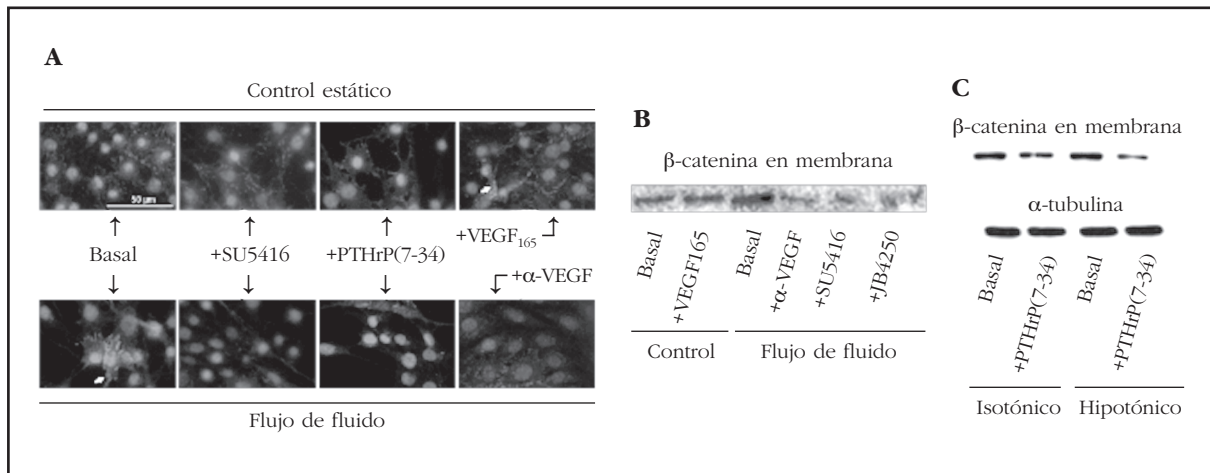 A
Control estático
50 µm
Basal
+SU5416
+PTHrP(7-34)
+VEGF165
+α-VEGF
Flujo de fluido
B
β-catenina en membrana
Basal
+VEGF165
Basal
+α-VEGF
+SU5416
+JB4250
Control
Flujo de fluido
C
β-catenina en membrana
α-tubulina
Basal
+PTHrP(7-34)
Basal
+PTHrP(7-34)
Isotónico
Hipotónico